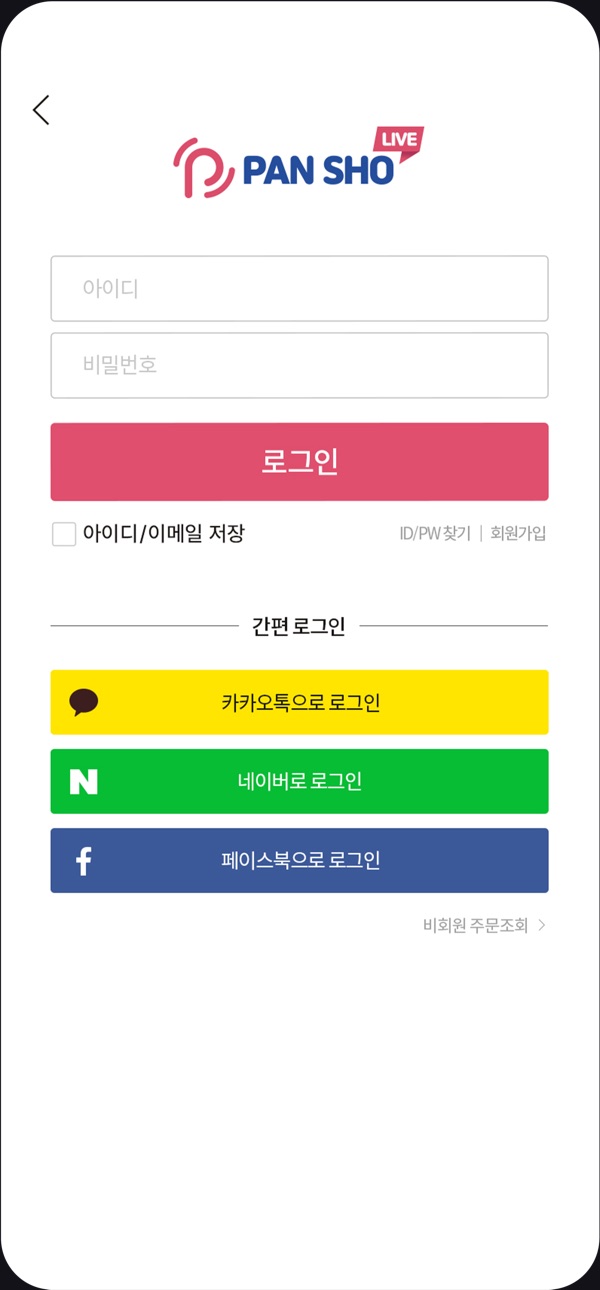 LIVE
PAN SHO
아이디
비밀번호
로그인
아이디/이메일 저장
ID/PW 찾기 | 회원가입
간편 로그인
카카오톡으로 로그인
N 네이버로 로그인
f 페이스북으로 로그인
비회원 주문조회 >